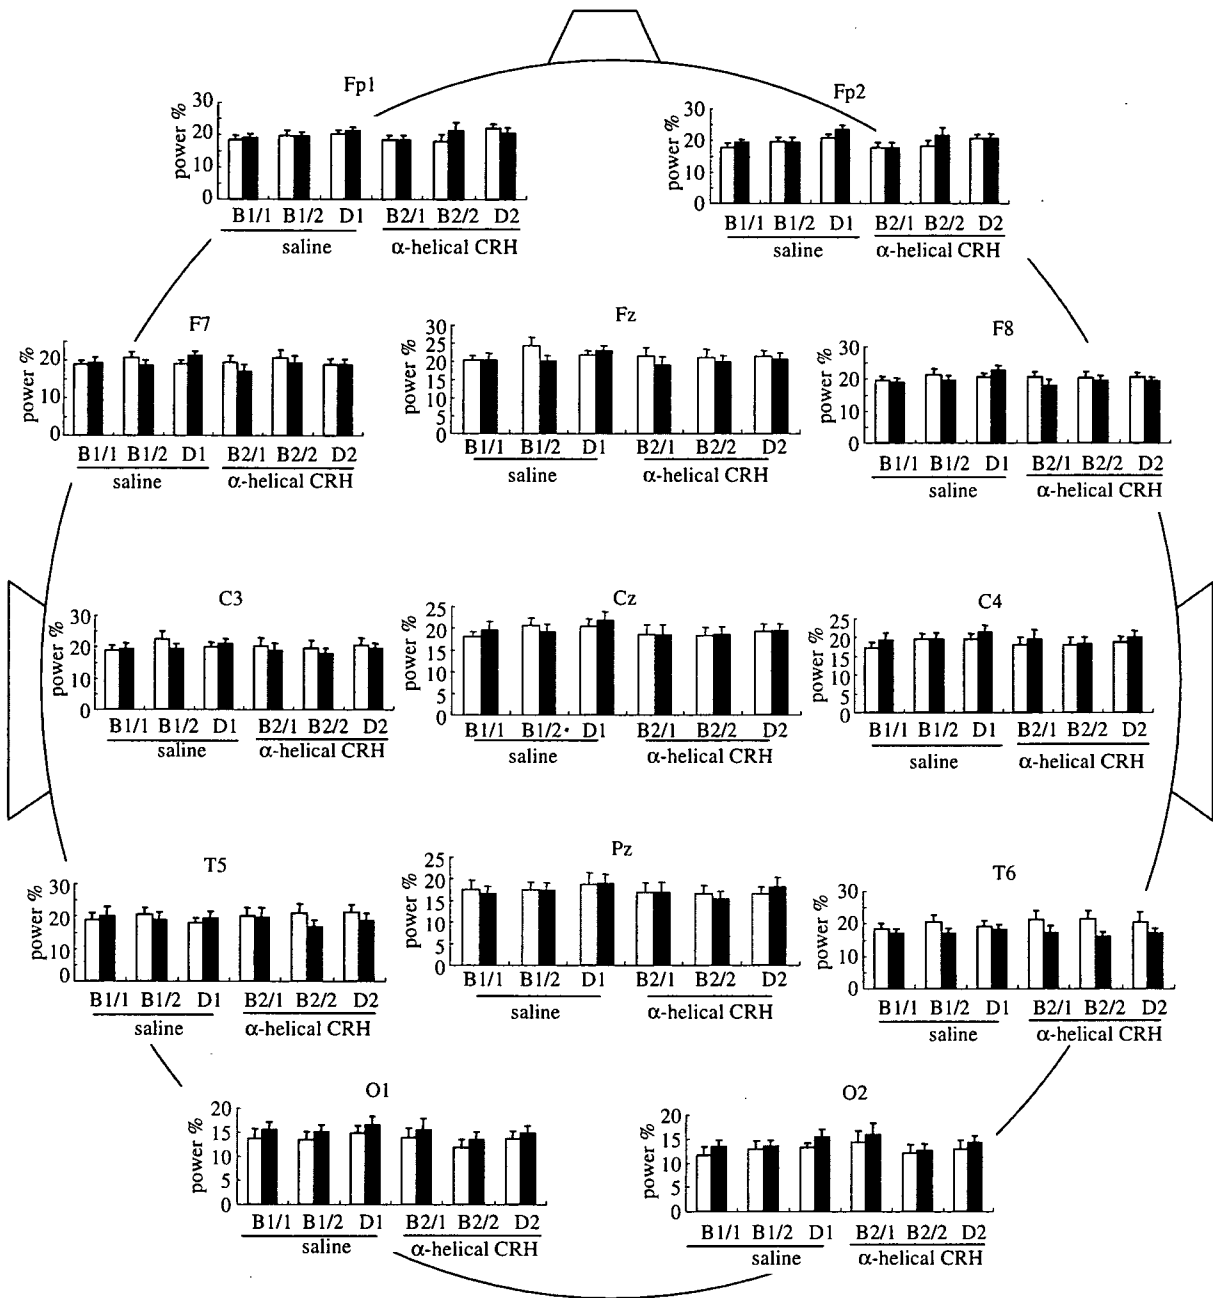 Fp1
power %
30
20
10
0
B1/1 B1/2 D1 B2/1 B2/2 D2
saline α-helical CRH
Fp2
power %
30
20
10
0
B1/1 B1/2 D1 B2/1 B2/2 D2
saline α-helical CRH
F7
power %
20
10
0
B1/1 B1/2 D1 B2/1 B2/2 D2
saline α-helical CRH
Fz
power %
30
25
20
15
10
5
0
B1/1 B1/2 D1 B2/1 B2/2 D2
saline α-helical CRH
F8
power %
30
20
10
0
B1/1 B1/2 D1 B2/1 B2/2 D2
saline α-helical CRH
C3
power %
30
20
10
0
B1/1 B1/2 D1 B2/1 B2/2 D2
saline α-helical CRH
Cz
power %
25
20
15
10
5
0
B1/1 B1/2 D1 B2/1 B2/2 D2
saline α-helical CRH
C4
power %
25
20
15
10
5
0
B1/1 B1/2 D1 B2/1 B2/2 D2
saline α-helical CRH
T5
power %
30
20
10
0
B1/1 B1/2 D1 B2/1 B2/2 D2
saline α-helical CRH
Pz
power %
25
20
15
10
5
0
B1/1 B1/2 D1 B2/1 B2/2 D2
saline α-helical CRH
T6
power %
30
20
10
0
B1/1 B1/2 D1 B2/1 B2/2 D2
saline α-helical CRH
O1
power %
20
15
10
5
0
B1/1 B1/2 D1 B2/1 B2/2 D2
saline α-helical CRH
O2
power %
20
15
10
5
0
B1/1 B1/2 D1 B2/1 B2/2 D2
saline α-helical CRH